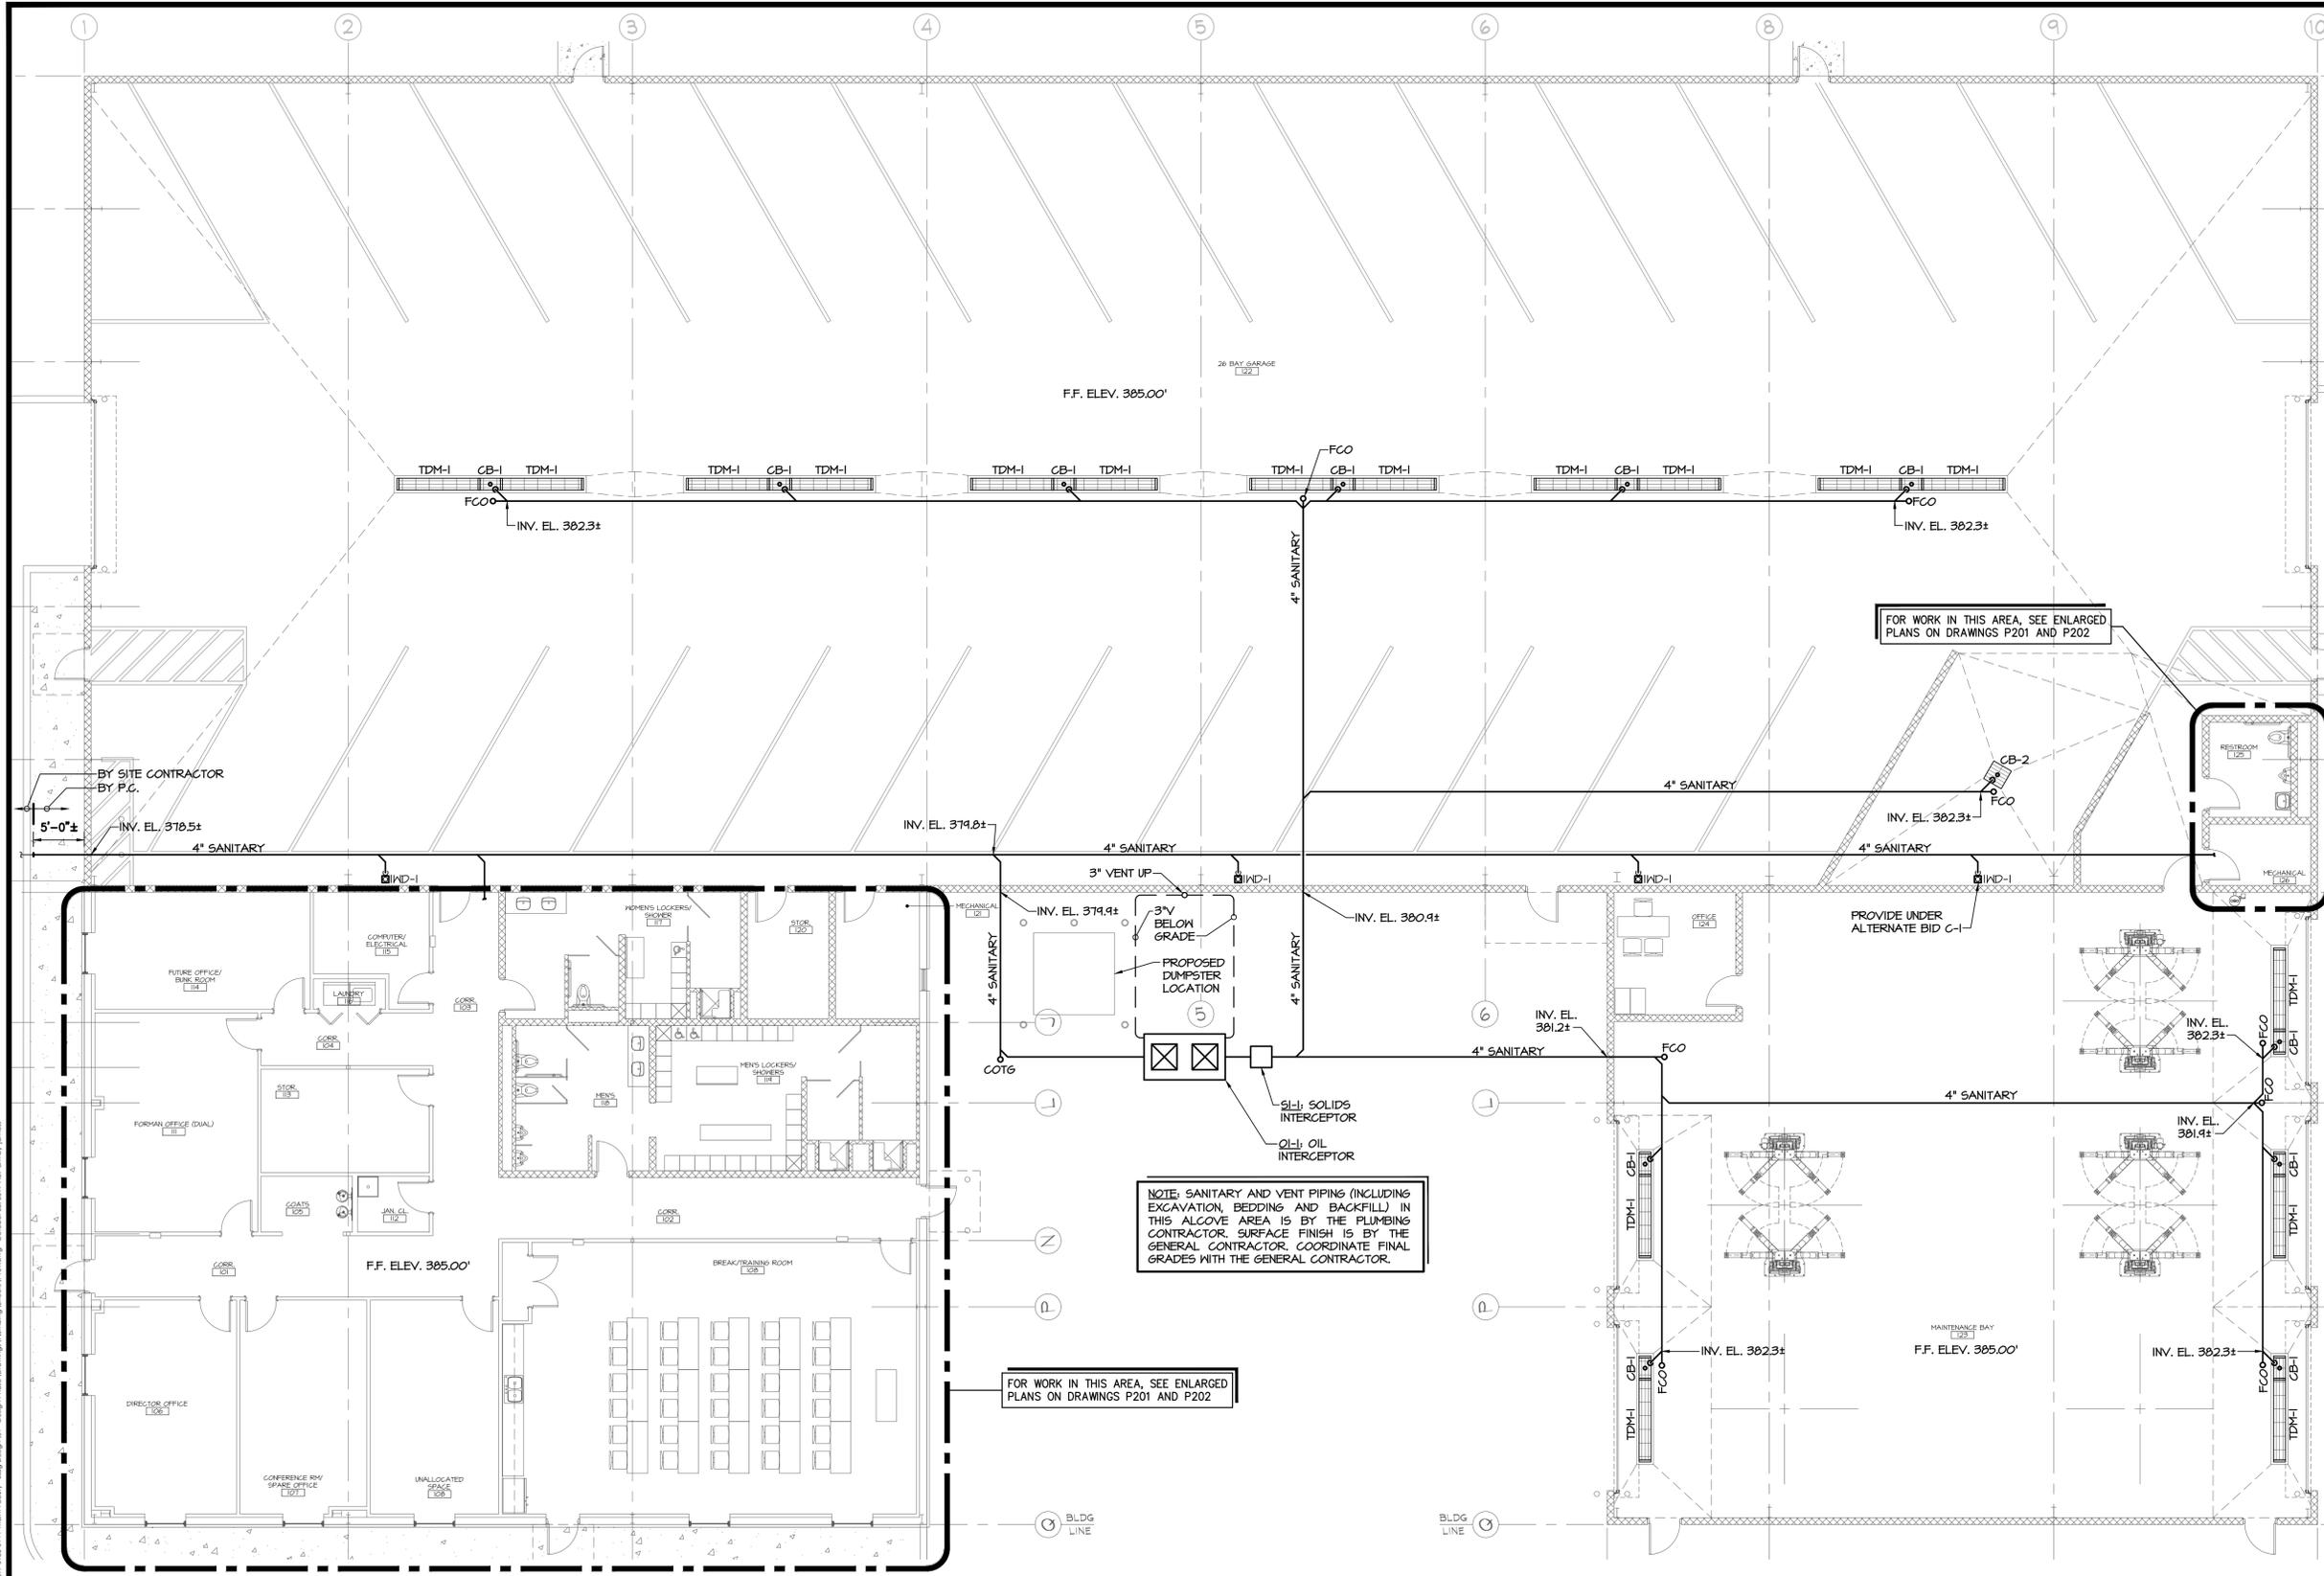 1
2
3
4
5
6
8
9
10
26 BAY GARAGE
122
F.F. ELEV. 385.00'
FCO
TDM-1 CB-1 TDM-1
TDM-1 CB-1 TDM-1
TDM-1 CB-1 TDM-1
TDM-1 CB-1 TDM-1
TDM-1 CB-1 TDM-1
TDM-1 CB-1 TDM-1
FCO
FCO
INV. EL. 382.3±
INV. EL. 382.3±
4" SANITARY
FOR WORK IN THIS AREA, SEE ENLARGED
PLANS ON DRAWINGS P201 AND P202
RESTROOM
125
CB-2
BY SITE CONTRACTOR
BY P.C.
4" SANITARY
FCO
5'-0"±
INV. EL. 378.5±
INV. EL. 379.8±
INV. EL. 382.3±
4" SANITARY
4" SANITARY
4" SANITARY
IWD-1
3" VENT UP
IWD-1
IWD-1
IWD-1
MECHANICAL
126
WOMEN'S LOCKERS/
SHOWER
117
MECHANICAL
121
INV. EL. 379.9±
3"V
BELOW
GRADE
INV. EL. 380.9±
OFFICE
124
PROVIDE UNDER
ALTERNATE BID C-1
STOR.
120
COMPUTER/
ELECTRICAL
115
FUTURE OFFICE/
BUNK ROOM
114
4" SANITARY
PROPOSED
DUMPSTER
LOCATION
4" SANITARY
TDM-1
LAUNDRY
CORR.
103
L
5
6
INV. EL.
381.2±
INV. EL.
382.3±
FCO
CB-1
CORR.
104
4" SANITARY
FCO
COTG
MEN'S LOCKERS/
SHOWERS
119
STOR.
113
MEN'S
118
SI-1: SOLIDS
INTERCEPTOR
4" SANITARY
FCO
FORMAN OFFICE (DUAL)
111
INV. EL.
381.9±
OI-1: OIL
INTERCEPTOR
CB-1
TDM-1
CB-1
TDM-1
NOTE: SANITARY AND VENT PIPING (INCLUDING
EXCAVATION, BEDDING AND BACKFILL) IN
THIS ALCOVE AREA IS BY THE PLUMBING
CONTRACTOR. SURFACE FINISH IS BY THE
GENERAL CONTRACTOR. COORDINATE FINAL
GRADES WITH THE GENERAL CONTRACTOR.
COATS
105
JAN. CL.
112
CORR.
102
N
CORR.
101
F.F. ELEV. 385.00'
BREAK/TRAINING ROOM
108
P
P
MAINTENANCE BAY
123
F.F. ELEV. 385.00'
INV. EL. 382.3±
INV. EL. 382.3±
CB-1
FCO
TDM-1
FCO
CB-1
TDM-1
FOR WORK IN THIS AREA, SEE ENLARGED
PLANS ON DRAWINGS P201 AND P202
DIRECTOR OFFICE
106
CONFERENCE RM/
SPARE OFFICE
107
UNALLOCATED
SPACE
108
Q
BLDG
LINE
BLDG
LINE
Q